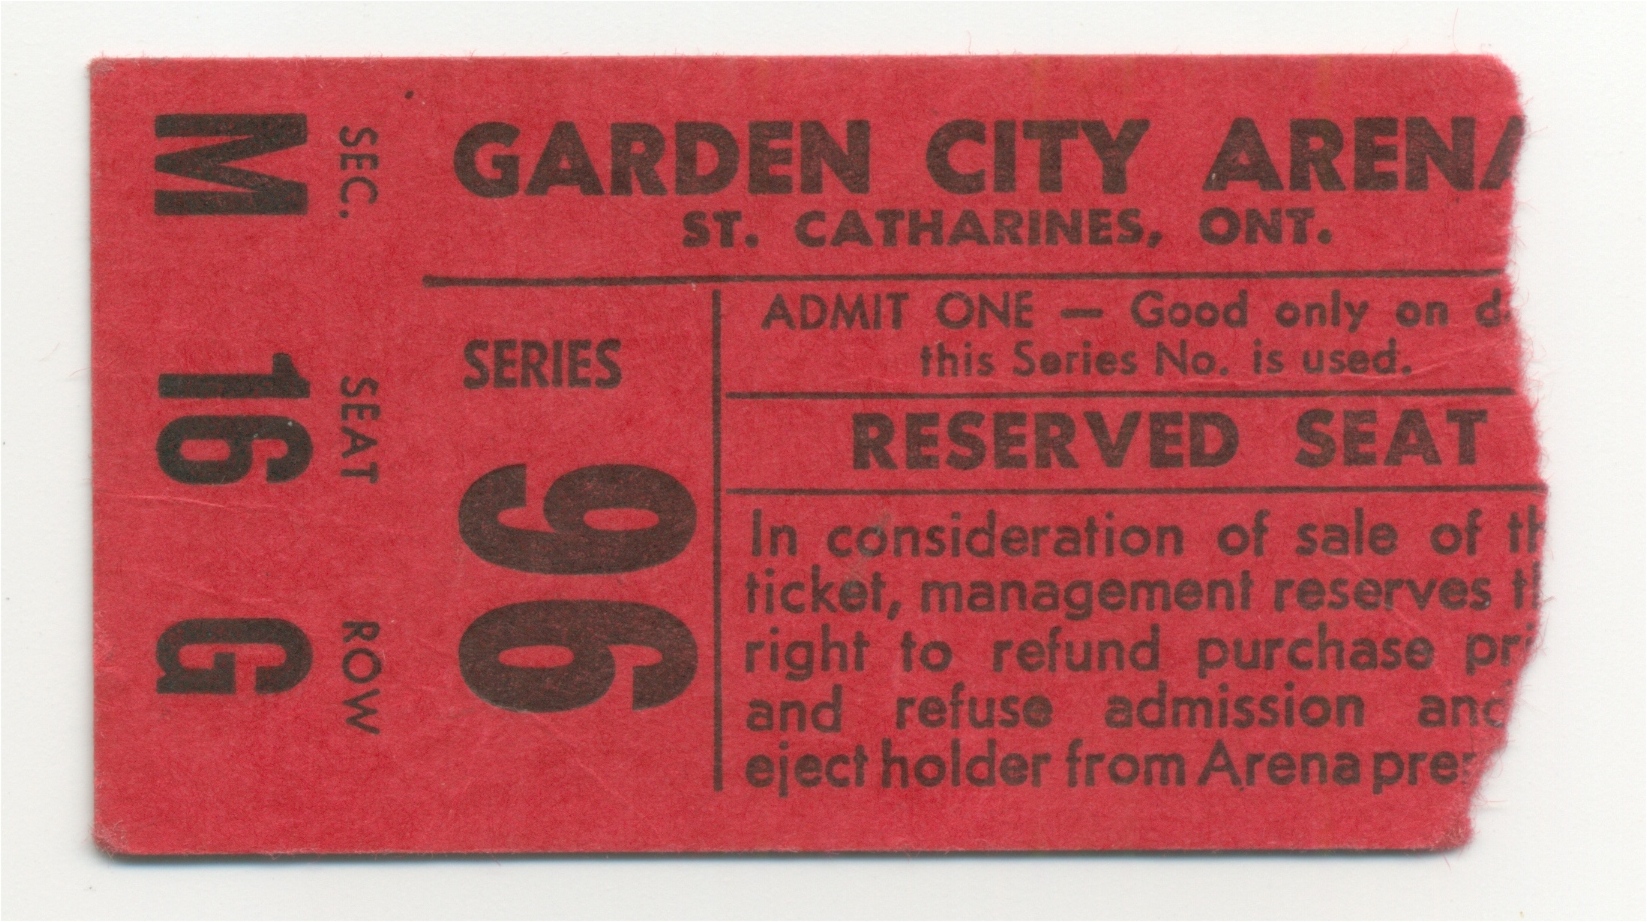 GARDEN CITY ARENA
ST. CATHARINES, ONT.
SEC. M
SEAT 16
ROW G
SERIES
96
ADMIT ONE — Good only on
this Series No. is used.
RESERVED SEAT
In consideration of sale of
ticket, management reserves
right to refund purchase
and refuse admission and
eject holder from Arena